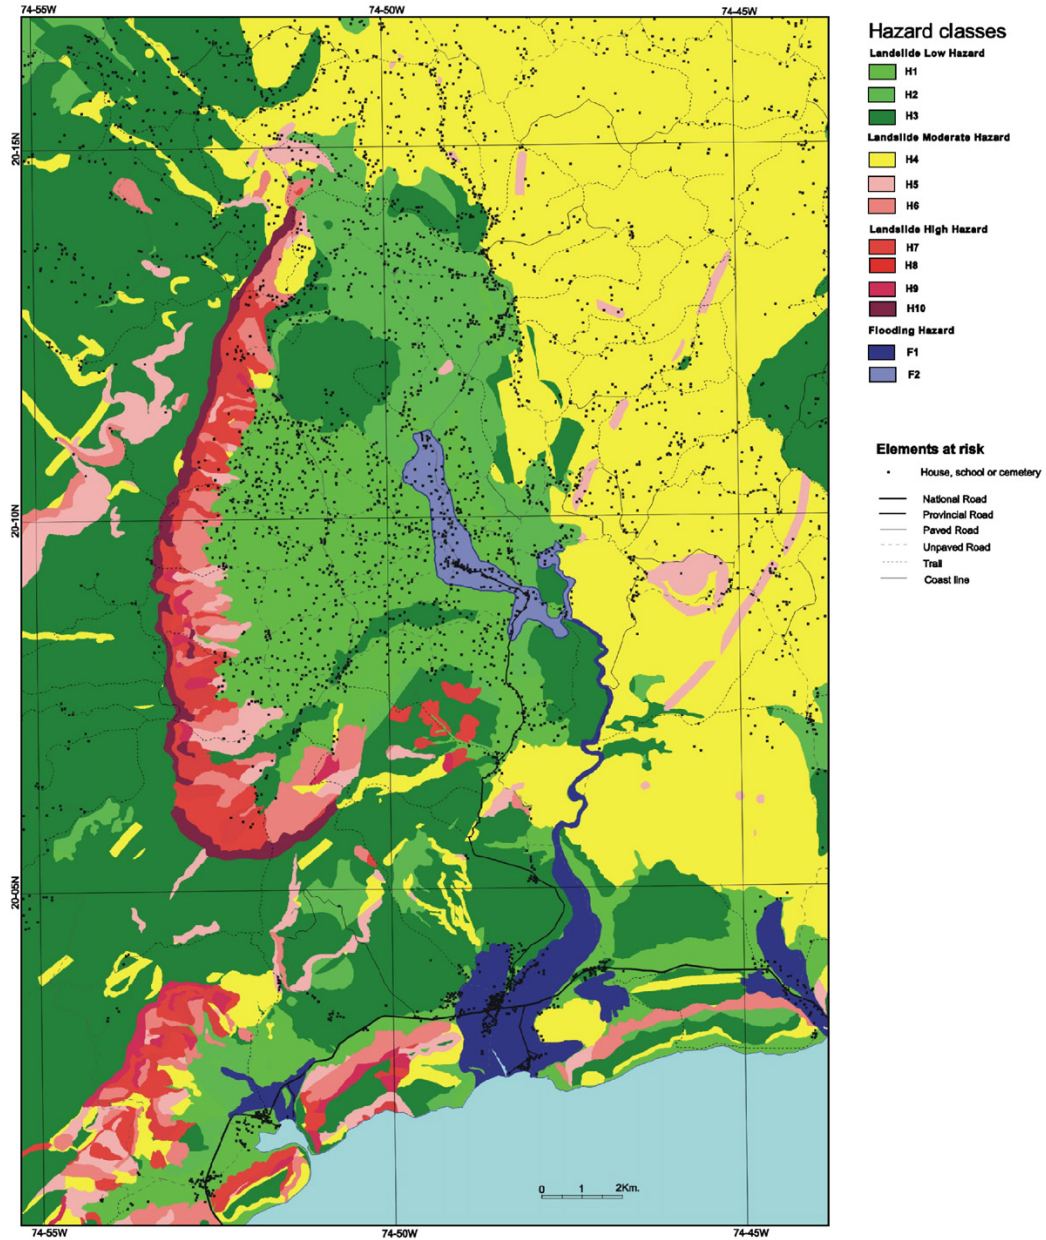 74-55W 74-50W 74-45W
Hazard classes
Landslide Low Hazard
H1
H2
H3
Landslide Moderate Hazard
H4
H5
H6
Landslide High Hazard
H7
H8
H9
H10
Flooding Hazard
F1
F2
Elements at risk
House, school or cemetery
National Road
Provincial Road
Paved Road
Unpaved Road
Trail
Coast line
20-15N
20-10N
20-05N
0 1 2Km.
74-55W 74-50W 74-45W